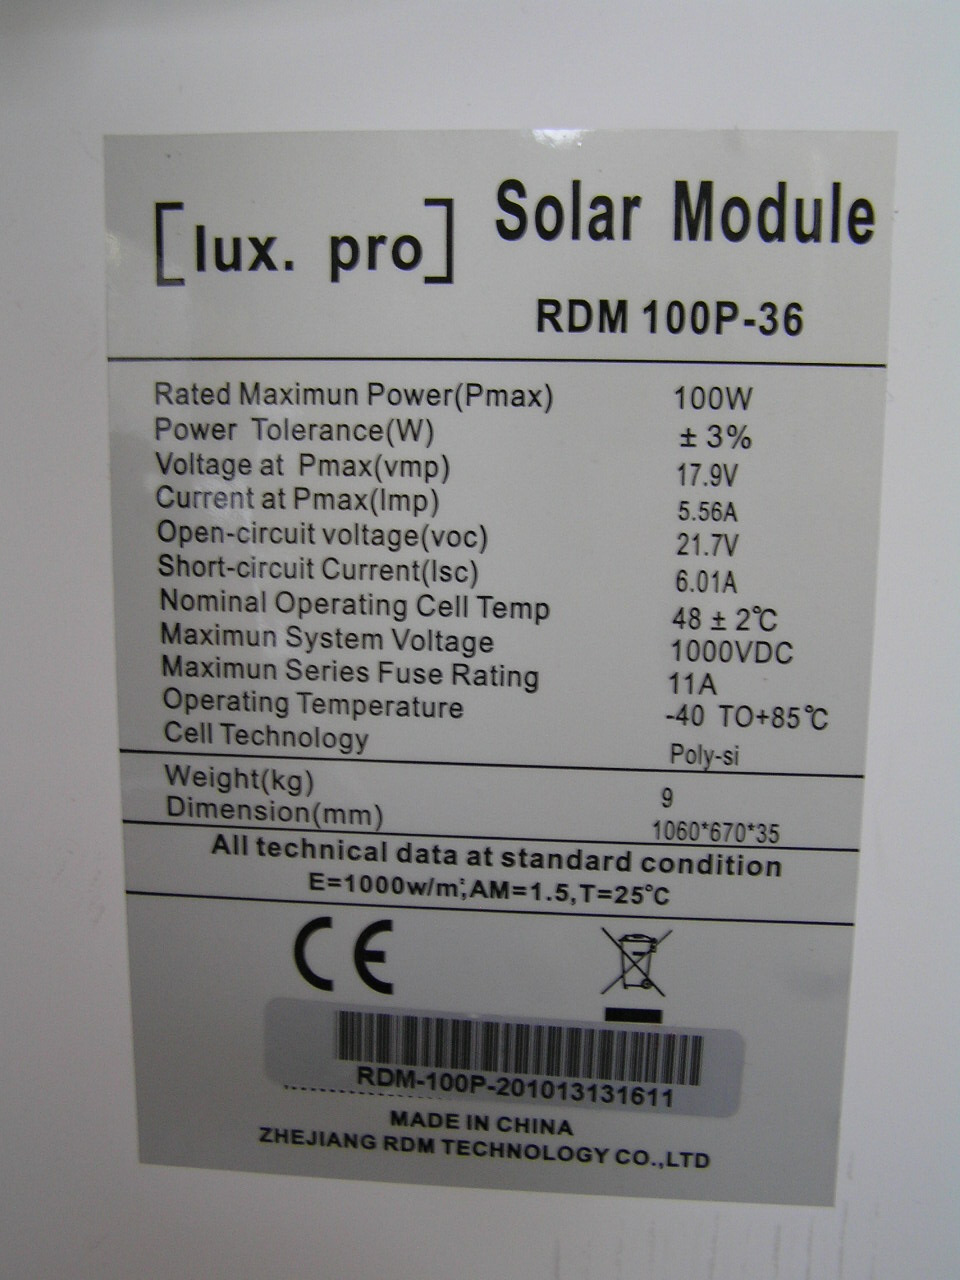 [lux. pro] Solar Module
RDM 100P-36
Rated Maximun Power(Pmax) 100W
Power Tolerance(W) ± 3%
Voltage at Pmax(vmp) 17.9V
Current at Pmax(Imp) 5.56A
Open-circuit voltage(voc) 21.7V
Short-circuit Current(Isc) 6.01A
Nominal Operating Cell Temp 48 ± 2℃
Maximun System Voltage 1000VDC
Maximun Series Fuse Rating 11A
Operating Temperature -40 TO+85℃
Cell Technology Poly-si
Weight(kg) 9
Dimension(mm) 1060*670*35
All technical data at standard condition
E=1000w/m²;AM=1.5,T=25℃
CE
RDM-100P-201013131611
MADE IN CHINA
ZHEJIANG RDM TECHNOLOGY CO.,LTD